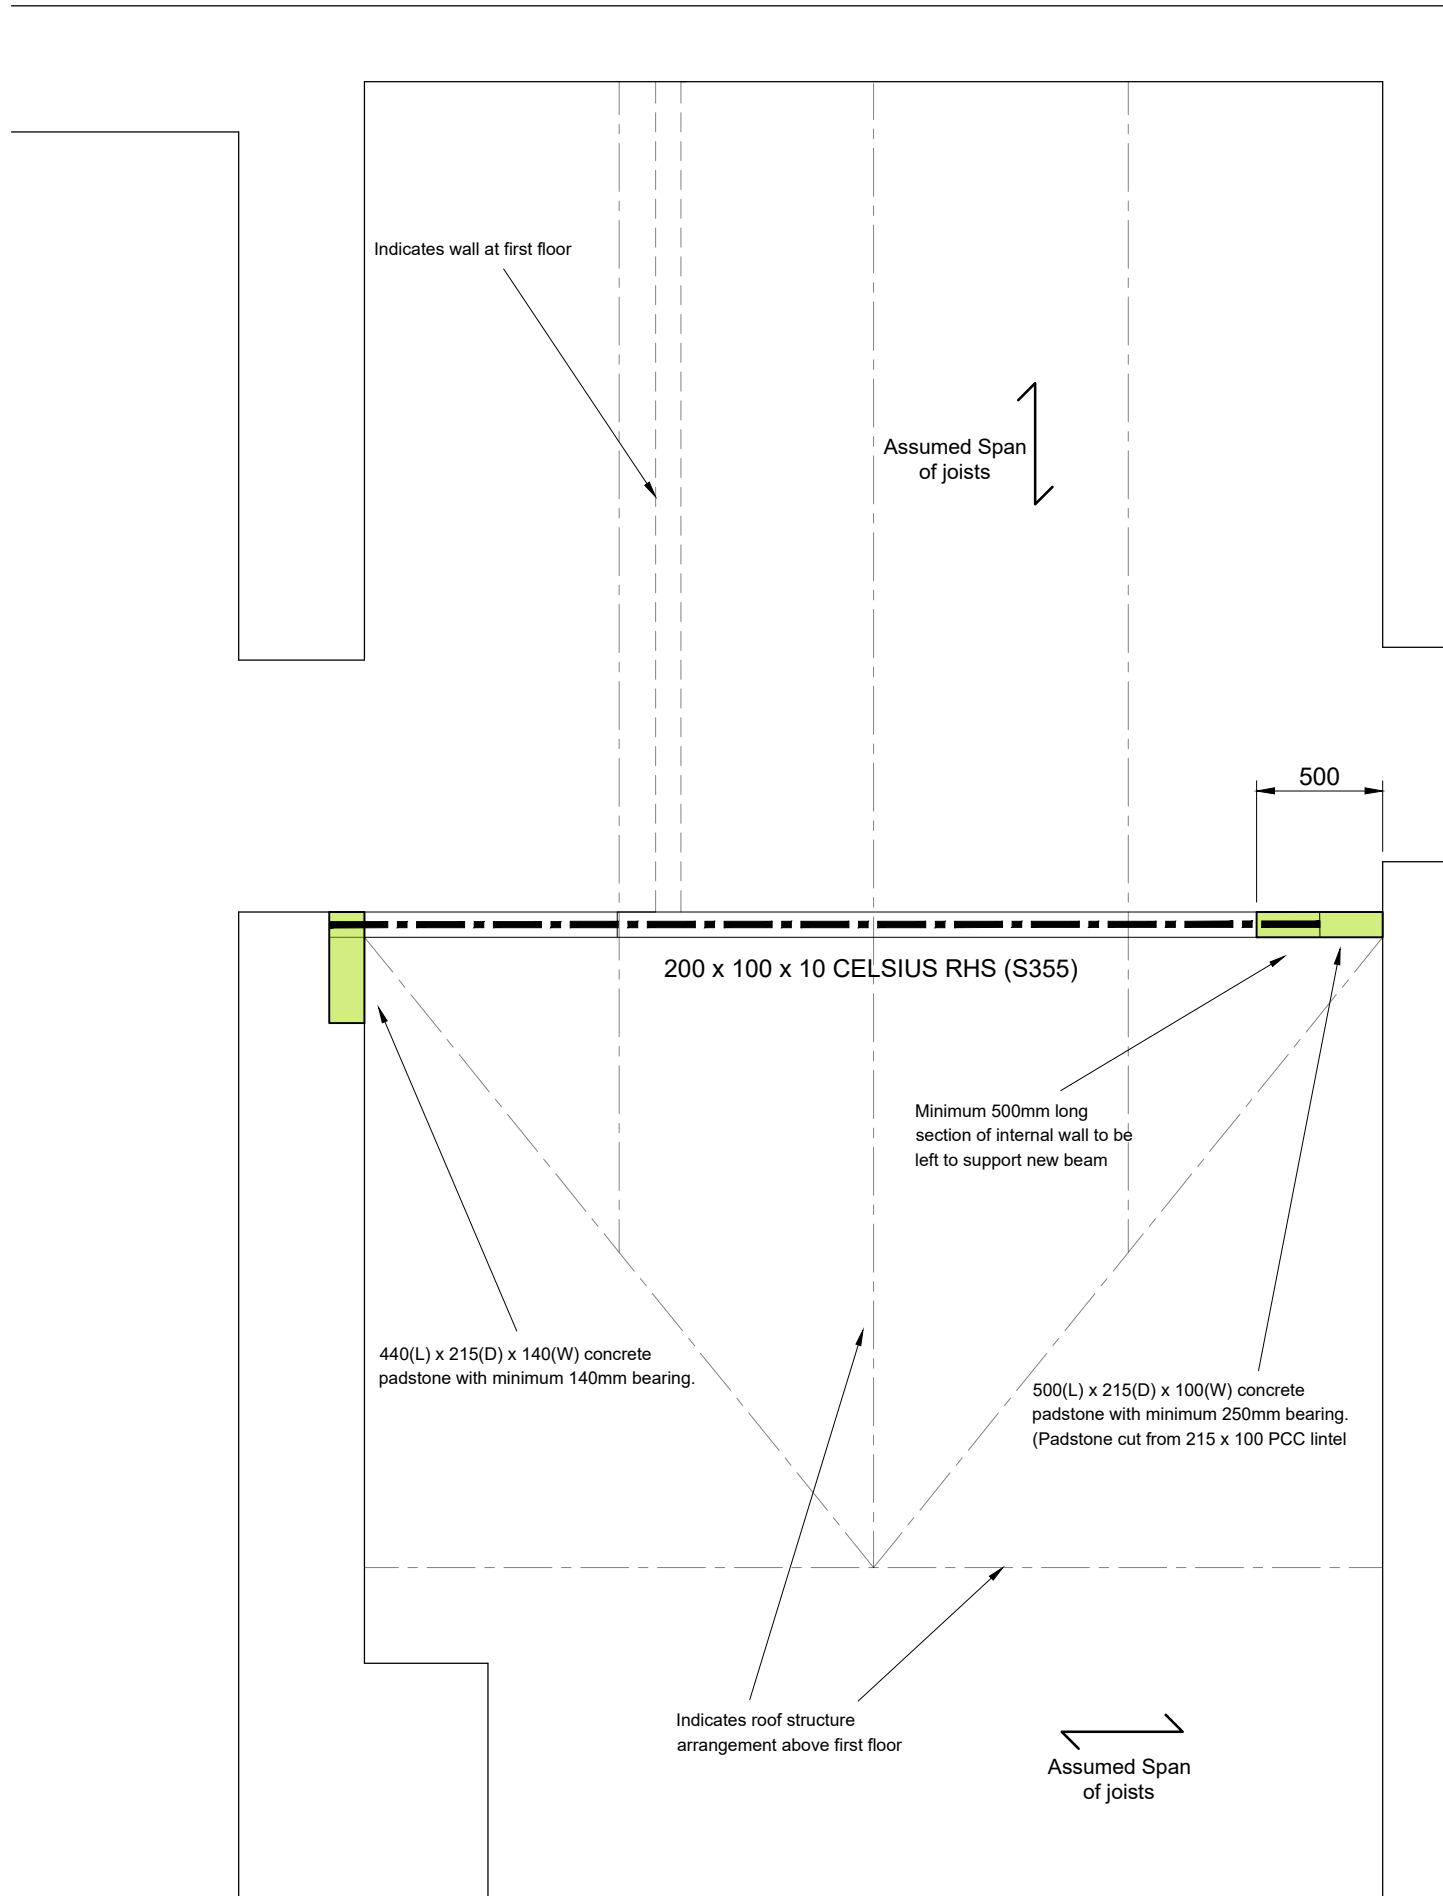 Indicates wall at first floor
Assumed Span
of joists
500
200 x 100 x 10 CELSIUS RHS (S355)
Minimum 500mm long
section of internal wall to be
left to support new beam
440(L) x 215(D) x 140(W) concrete
padstone with minimum 140mm bearing.
500(L) x 215(D) x 100(W) concrete
padstone with minimum 250mm bearing.
(Padstone cut from 215 x 100 PCC lintel
Indicates roof structure
arrangement above first floor
Assumed Span
of joists